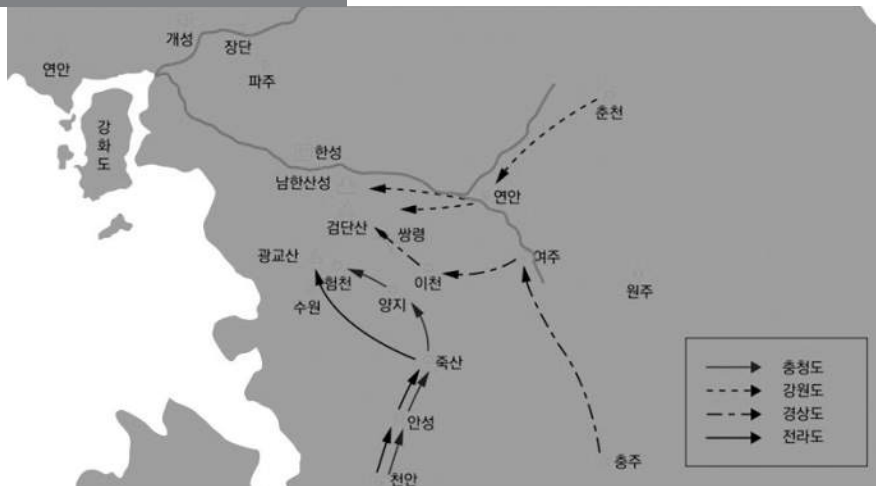 개성
장단
연안
파주
강화도
춘천
한성
남한산성
연안
검단산
쌍령
광교산
험천
이천
여주
원주
수원
양지
죽산
안성
천안
충주
충청도
강원도
경상도
전라도